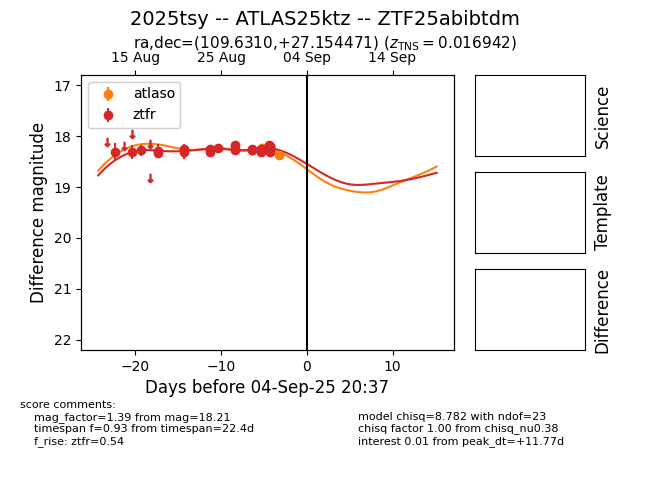 2025tsy -- ATLAS25ktz -- ZTF25abibtdm
ra,dec=(109.6310,+27.154471) (zTNS = 0.016942)
15 Aug 25 Aug 04 Sep 14 Sep
atlaso
ztfr
17
18
19
20
21
22
Difference magnitude
−20 −10 0 10
Days before 04-Sep-25 20:37
Science
Template
Difference
score comments:
mag_factor=1.39 from mag=18.21
timespan f=0.93 from timespan=22.4d
f_rise: ztfr=0.54
model chisq=8.782 with ndof=23
chisq factor 1.00 from chisq_nu0.38
interest 0.01 from peak_dt=+11.77d